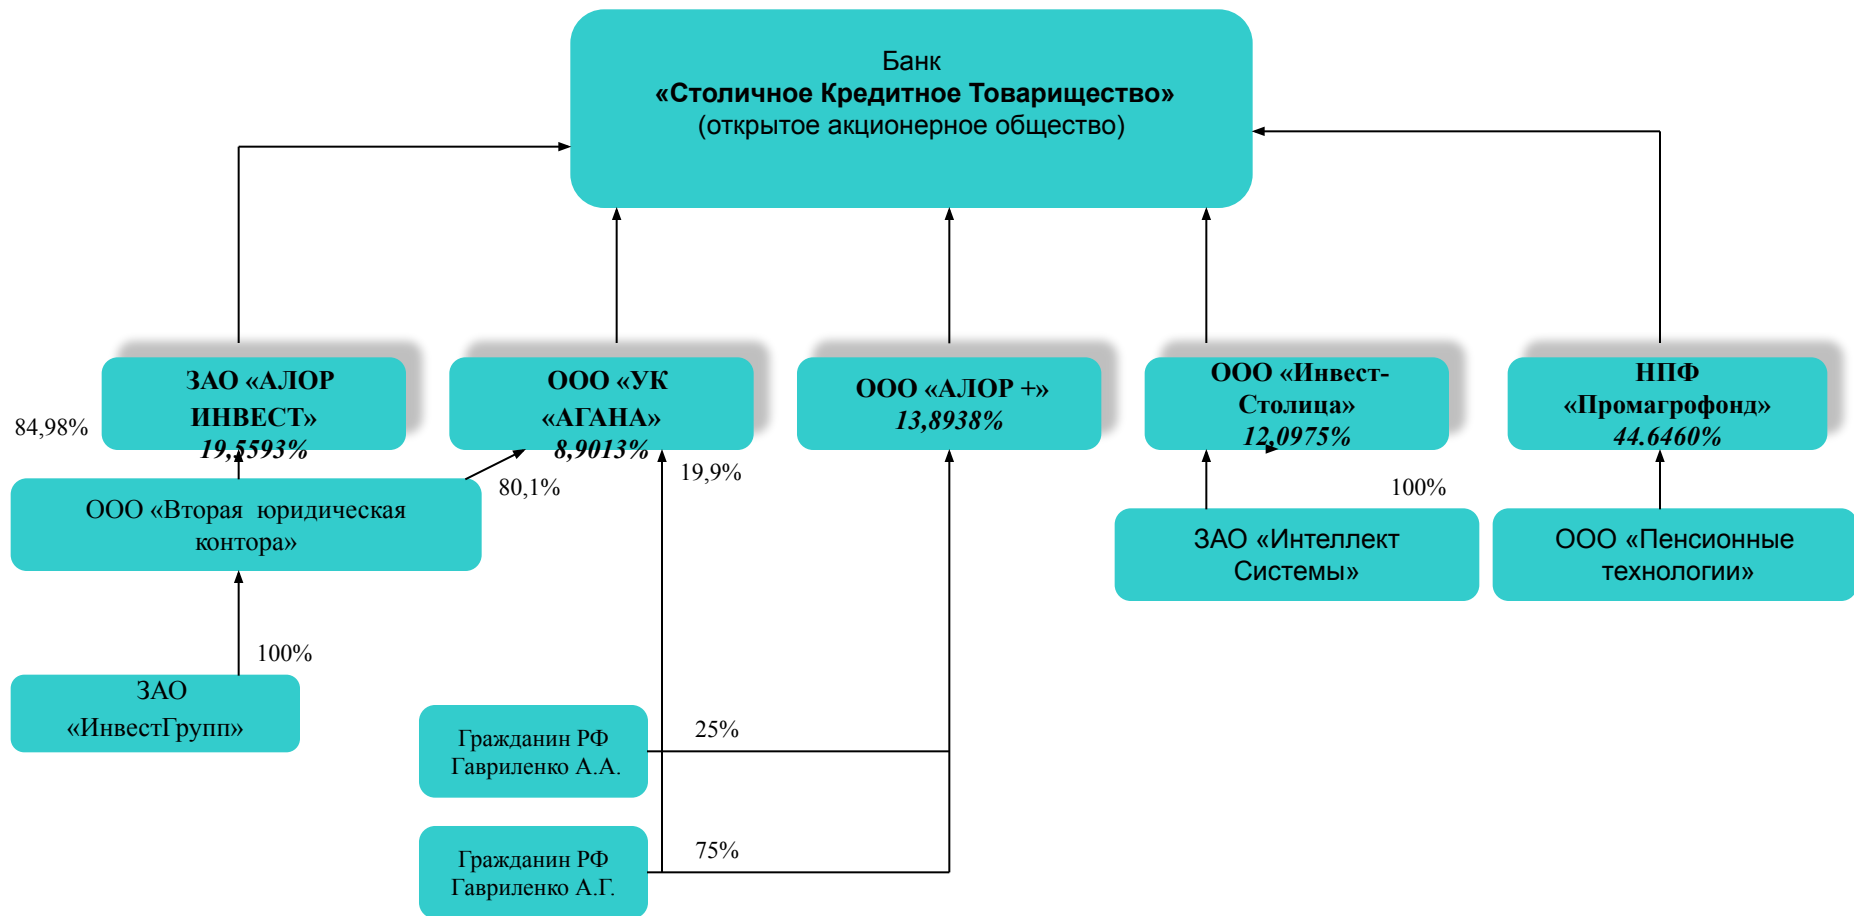 Банк
«Столичное Кредитное Товарищество»
(открытое акционерное общество)
ЗАО «АЛОР
ИНВЕСТ»
19,5593%
ООО «УК
«АГАНА»
8,9013%
ООО «АЛОР +»
13,8938%
ООО «Инвест-
Столица»
12,0975%
НПФ
«Промагрофонд»
44.6460%
84,98%
80,1%
19,9%
100%
ООО «Вторая юридическая
контора»
ЗАО «Интеллект
Системы»
ООО «Пенсионные
технологии»
100%
ЗАО
«ИнвестГрупп»
Гражданин РФ
Гавриленко А.А.
25%
Гражданин РФ
Гавриленко А.Г.
75%